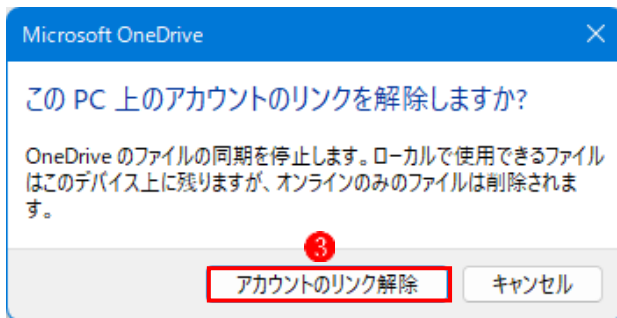 Microsoft OneDrive
この PC 上のアカウントのリンクを解除しますか?
OneDrive のファイルの同期を停止します。ローカルで使用できるファイル
はこのデバイス上に残りますが、オンラインのみのファイルは削除されま
す。
3
アカウントのリンク解除
キャンセル